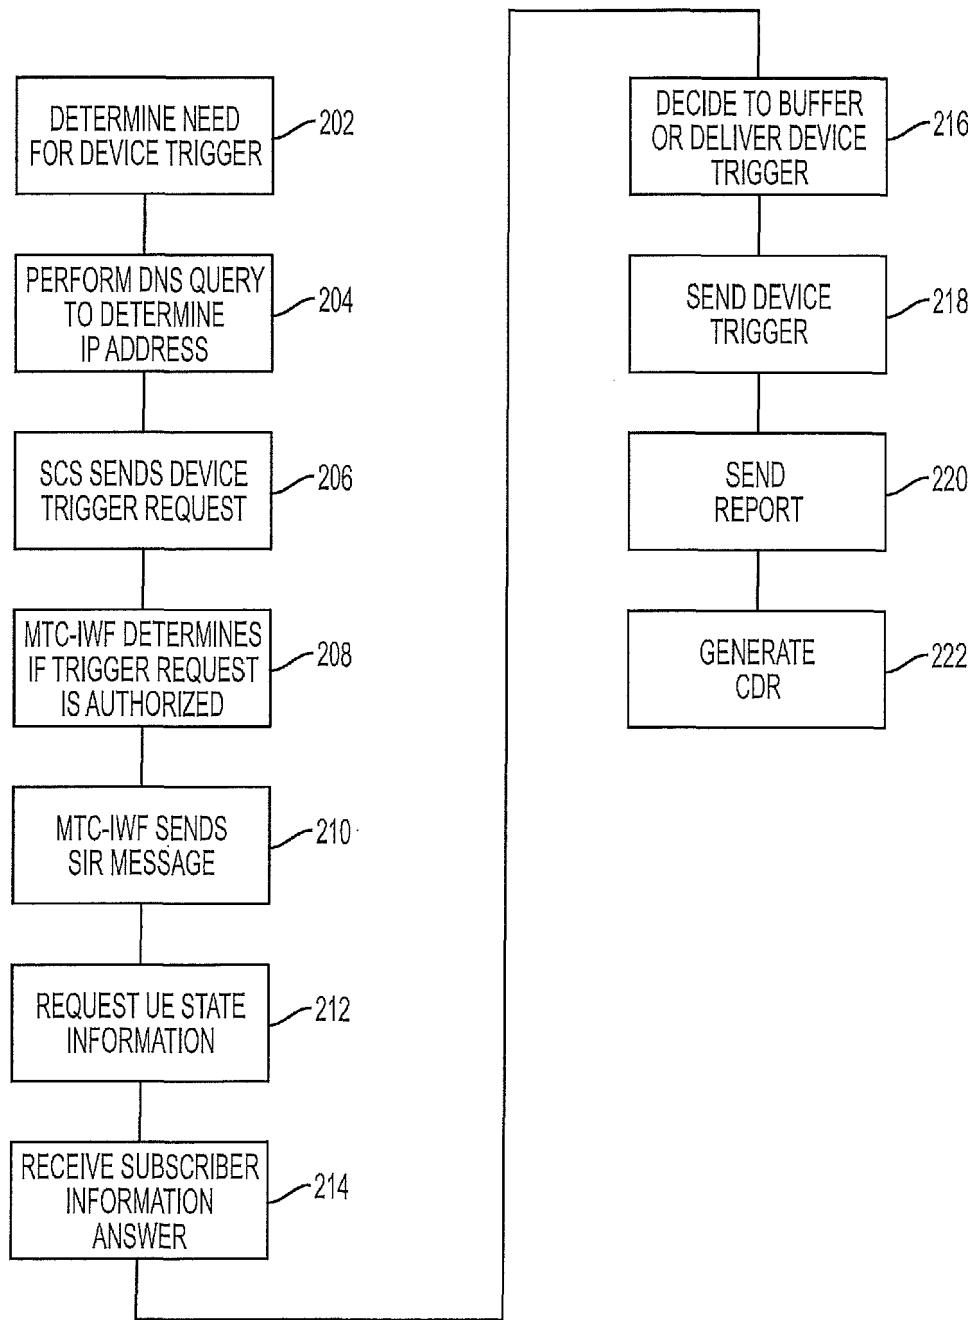 DETERMINE NEED
FOR DEVICE TRIGGER
202
PERFORM DNS QUERY
TO DETERMINE
IP ADDRESS
204
SCS SENDS DEVICE
TRIGGER REQUEST
206
MTC-IWF DETERMINES
IF TRIGGER REQUEST
IS AUTHORIZED
208
MTC-IWF SENDS
SIR MESSAGE
210
REQUEST UE STATE
INFORMATION
212
RECEIVE SUBSCRIBER
INFORMATION
ANSWER
214
DECIDE TO BUFFER
OR DELIVER DEVICE
TRIGGER
216
SEND DEVICE
TRIGGER
218
SEND
REPORT
220
GENERATE
CDR
222